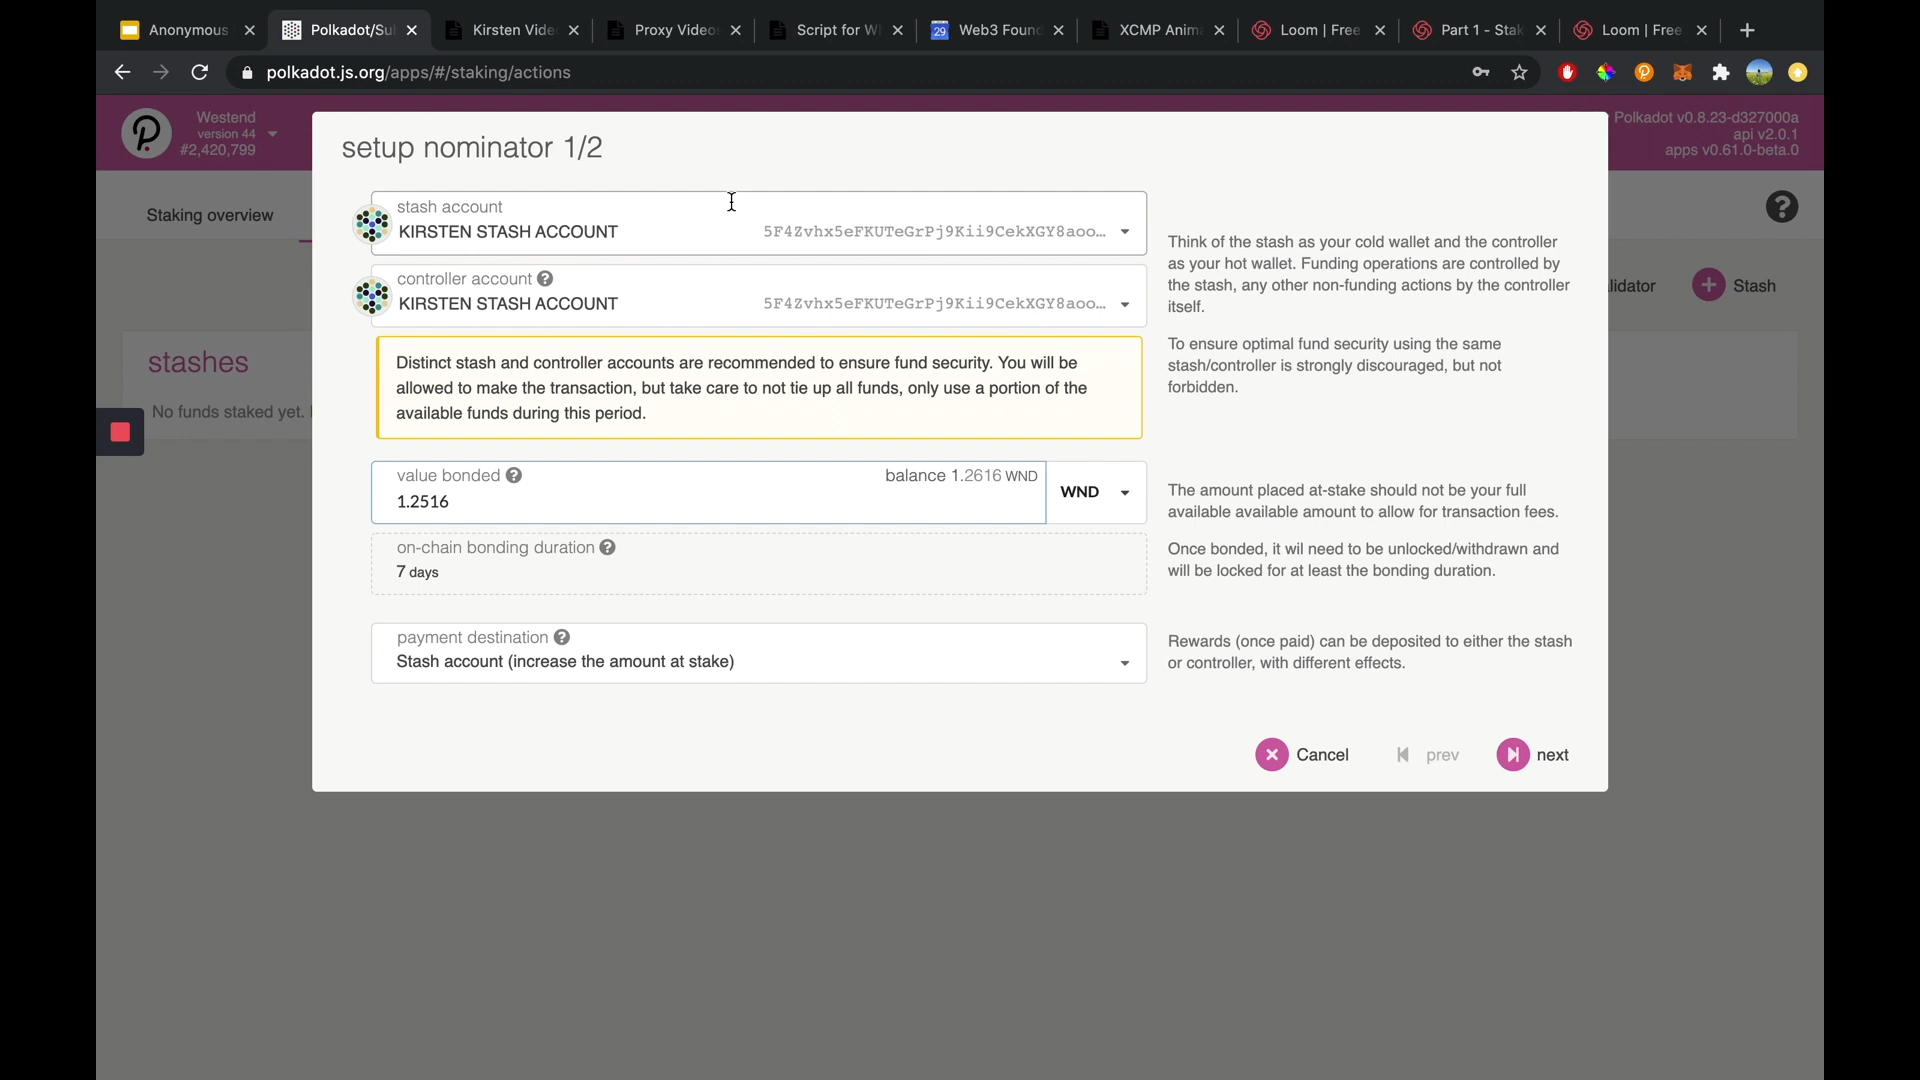 Anonymous
Polkadot/Su
Kirsten Vide
Proxy Video
Script for W
29
Web3 Foun
XCMP Anim
Loom | Free
Part 1 - Stak
Loom | Free
polkadot.js.org/apps/#/staking/actions
Westend
version 44
#2,420,799
Polkadot v0.8.23-d327000a
api v2.0.1
apps v0.61.0-beta.0
Staking overview
lidator
Stash
stashes
No funds staked yet.
setup nominator 1/2
stash account
KIRSTEN STASH ACCOUNT 5F4Zvhx5eFKUTeGrPj9Kii9CekXGY8aoo…
controller account
KIRSTEN STASH ACCOUNT 5F4Zvhx5eFKUTeGrPj9Kii9CekXGY8aoo…
Distinct stash and controller accounts are recommended to ensure fund security. You will be
allowed to make the transaction, but take care to not tie up all funds, only use a portion of the
available funds during this period.
Think of the stash as your cold wallet and the controller
as your hot wallet. Funding operations are controlled by
the stash, any other non-funding actions by the controller
itself.
To ensure optimal fund security using the same
stash/controller is strongly discouraged, but not
forbidden.
value bonded balance 1.2616 WND
1.2516
WND
on-chain bonding duration
7 days
The amount placed at-stake should not be your full
available available amount to allow for transaction fees.
Once bonded, it wil need to be unlocked/withdrawn and
will be locked for at least the bonding duration.
payment destination
Stash account (increase the amount at stake)
Rewards (once paid) can be deposited to either the stash
or controller, with different effects.
Cancel
prev
next